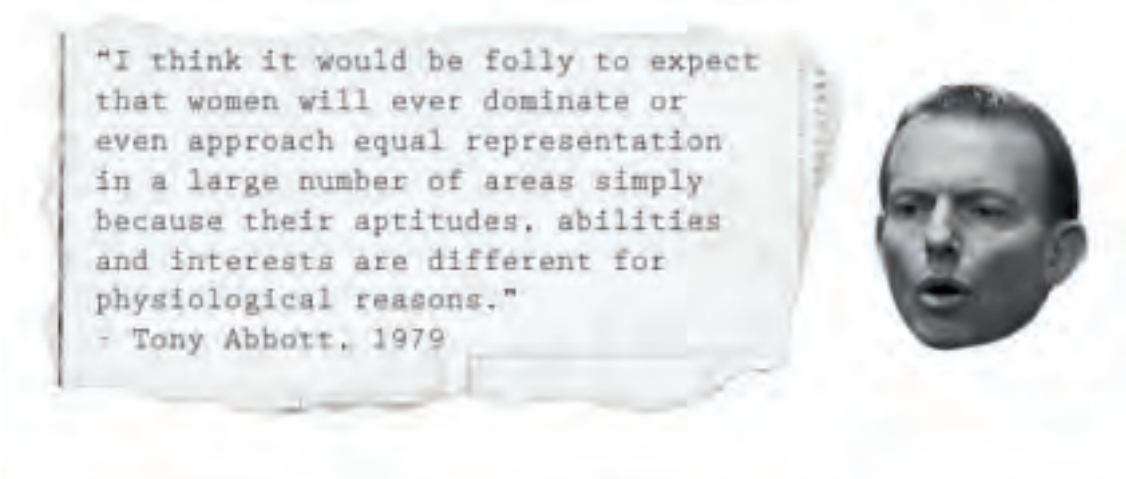 "I think it would be folly to expect
that women will ever dominate or
even approach equal representation
in a large number of areas simply
because their aptitudes, abilities
and interests are different for
physiological reasons."
- Tony Abbott, 1979